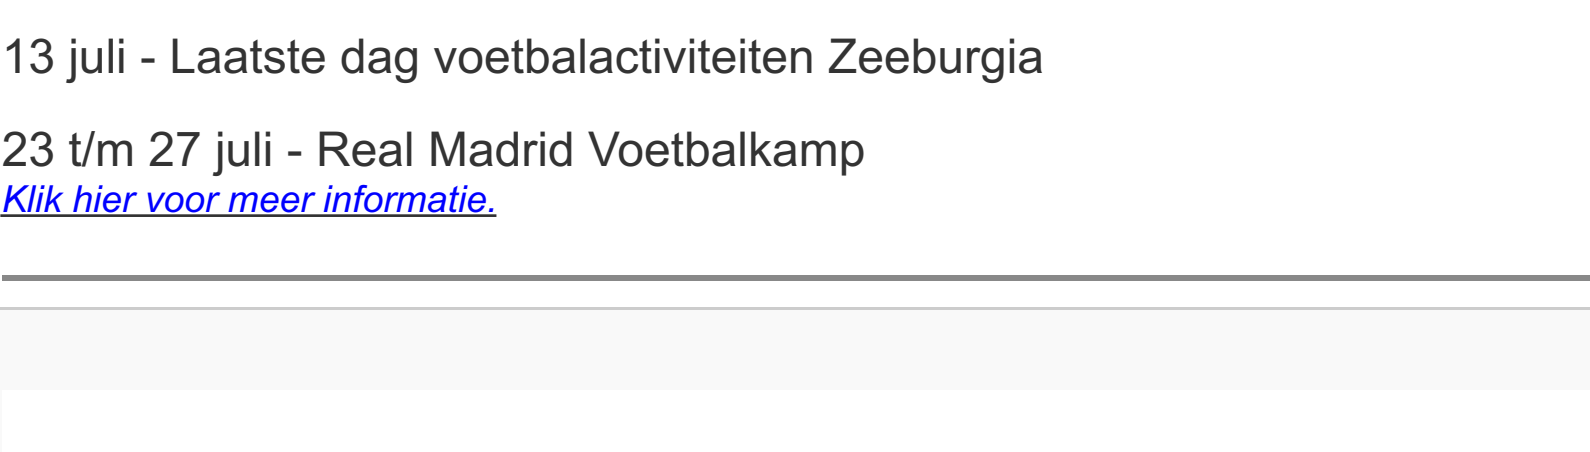 13 juli - Laatste dag voetbalactiviteiten Zeeburgia
23 t/m 27 juli - Real Madrid Voetbalkamp
Klik hier voor meer informatie.